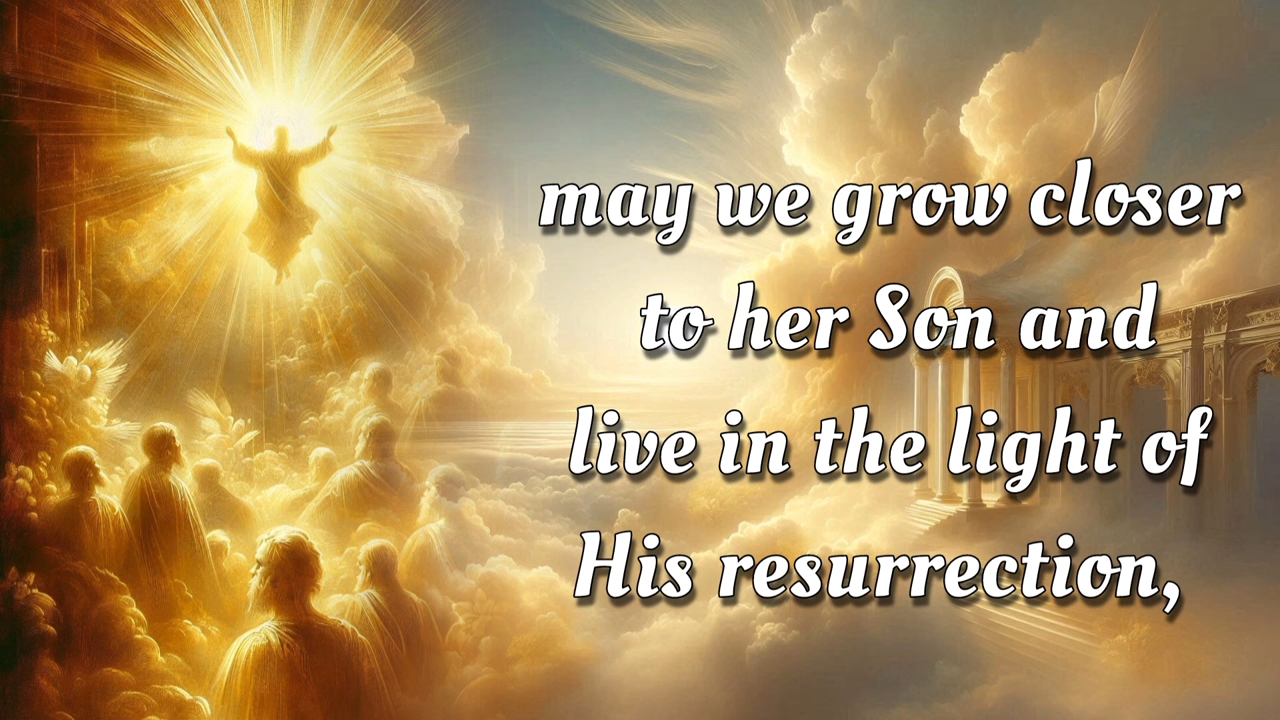 may we grow closer
to her Son and
live in the light of
His resurrection,